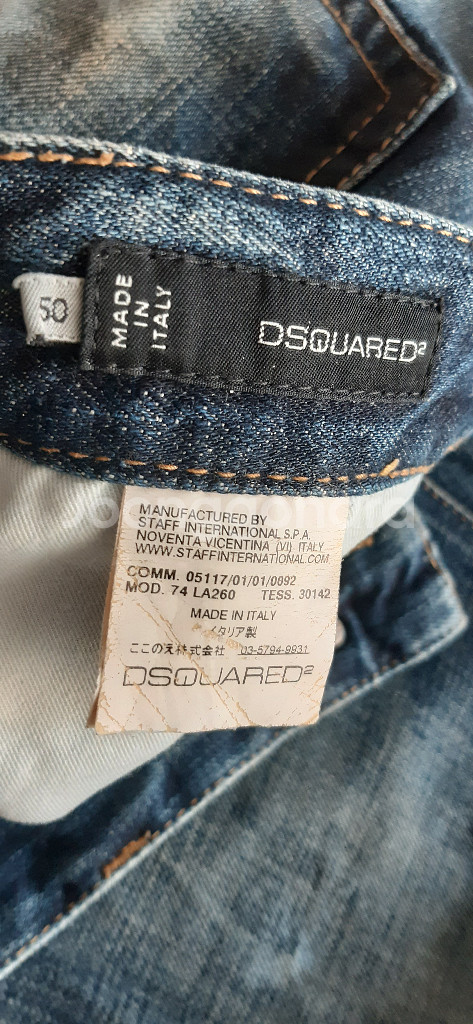 50
MADE
IN
ITALY
DSQUARED²
MANUFACTURED BY
STAFF INTERNATIONAL S.P.A.
NOVENTA VICENTINA (VI) ITALY
WWW.STAFFINTERNATIONAL.COM
COMM. 05117/01/01/0092
MOD. 74 LA260 TESS. 30142
MADE IN ITALY
イタリア製
ここのえ株式会社 03-5794-9931
DSQUARED²